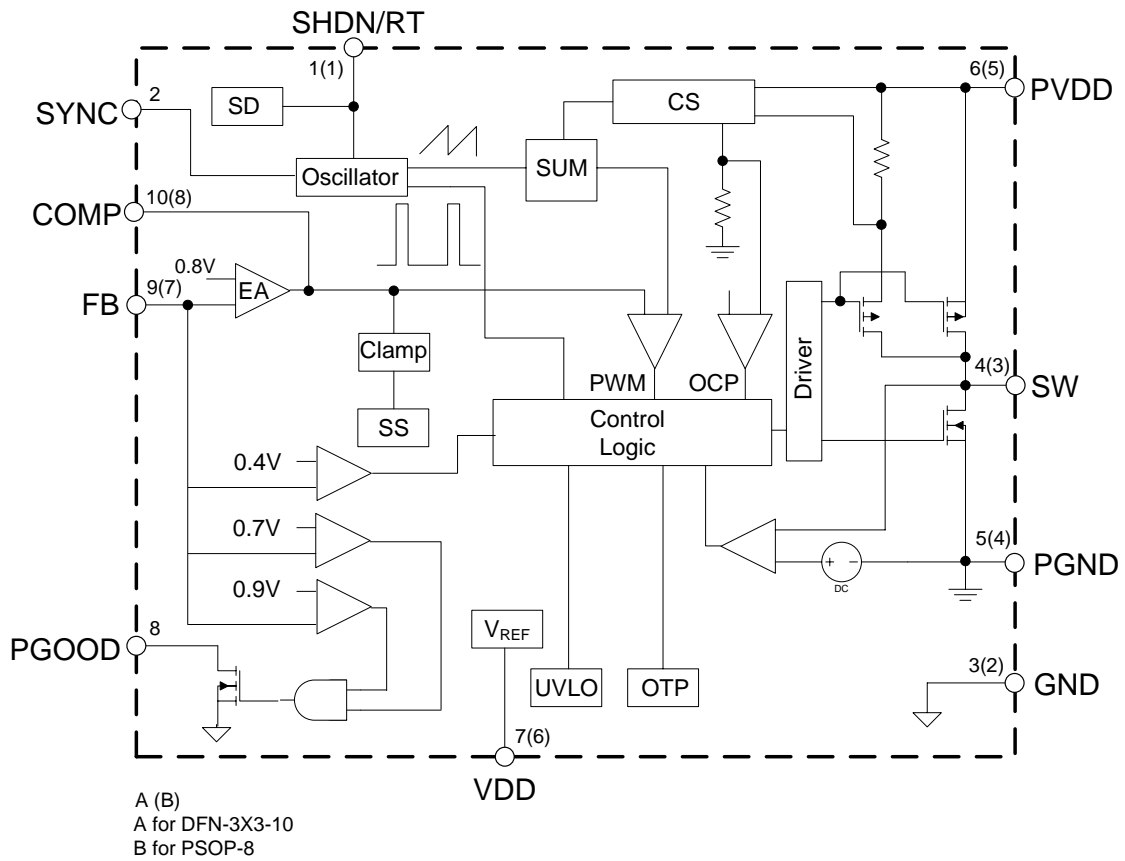 SHDN/RT
1(1)
6(5)
PVDD
2
SYNC
SD
CS
Oscillator
SUM
10(8)
COMP
0.8V
EA
9(7)
FB
Clamp
SS
PWM
OCP
Driver
4(3)
SW
Control
Logic
0.4V
0.7V
0.9V
+
-
DC
5(4)
PGND
8
PGOOD
VREF
UVLO
OTP
3(2)
GND
7(6)
VDD
A (B)
A for DFN-3X3-10
B for PSOP-8